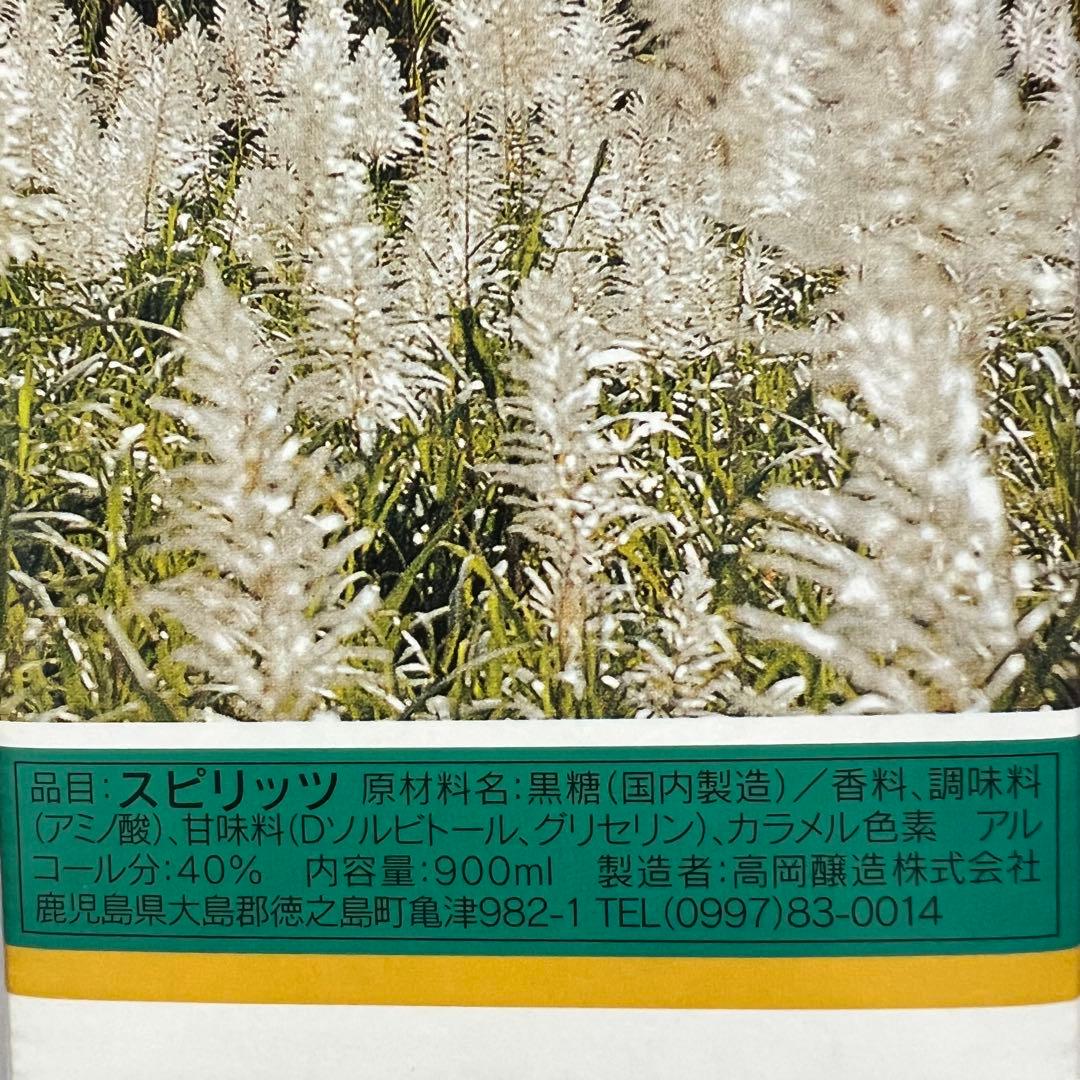 品目：スピリッツ 原材料名：黒糖（国内製造）／香料、調味料
（アミノ酸）、甘味料（Dソルビトール、グリセリン）、カラメル色素　アル
コール分：40％　内容量：900ml　製造者：高岡醸造株式会社
鹿児島県大島郡徳之島町亀津982-1 TEL（0997）83-0014